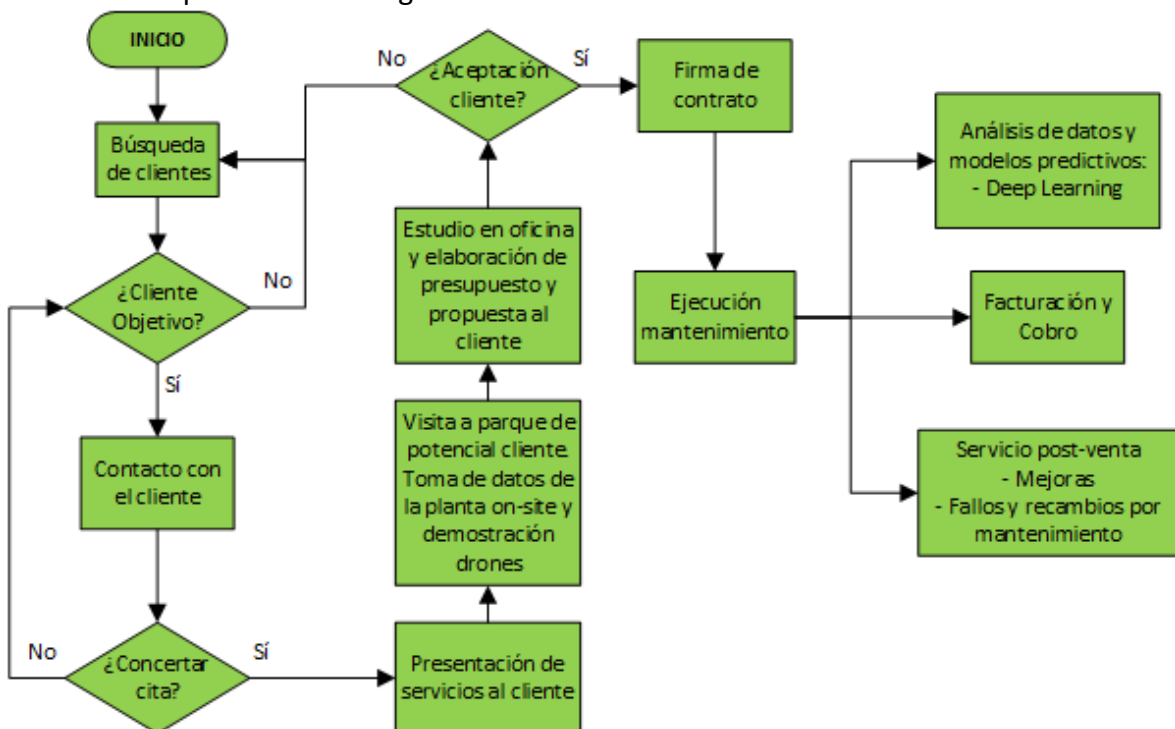 INICIO
Búsqueda
de clientes
¿Cliente
Objetivo?
No
Sí
Contacto con
el cliente
¿Concertar
cita?
No
Sí
Presentación de
servicios al cliente
Visita a parque de
potencial cliente.
Toma de datos de
la planta on-site y
demostración
drones
Estudio en oficina
y elaboración de
presupuesto y
propuesta al
cliente
¿Aceptación
cliente?
No
Sí
Firma de
contrato
Ejecución
mantenimiento
Análisis de datos y
modelos predictivos:
- Deep Learning
Facturación y
Cobro
Servicio post-venta
- Mejoras
- Fallos y recambios por
mantenimiento